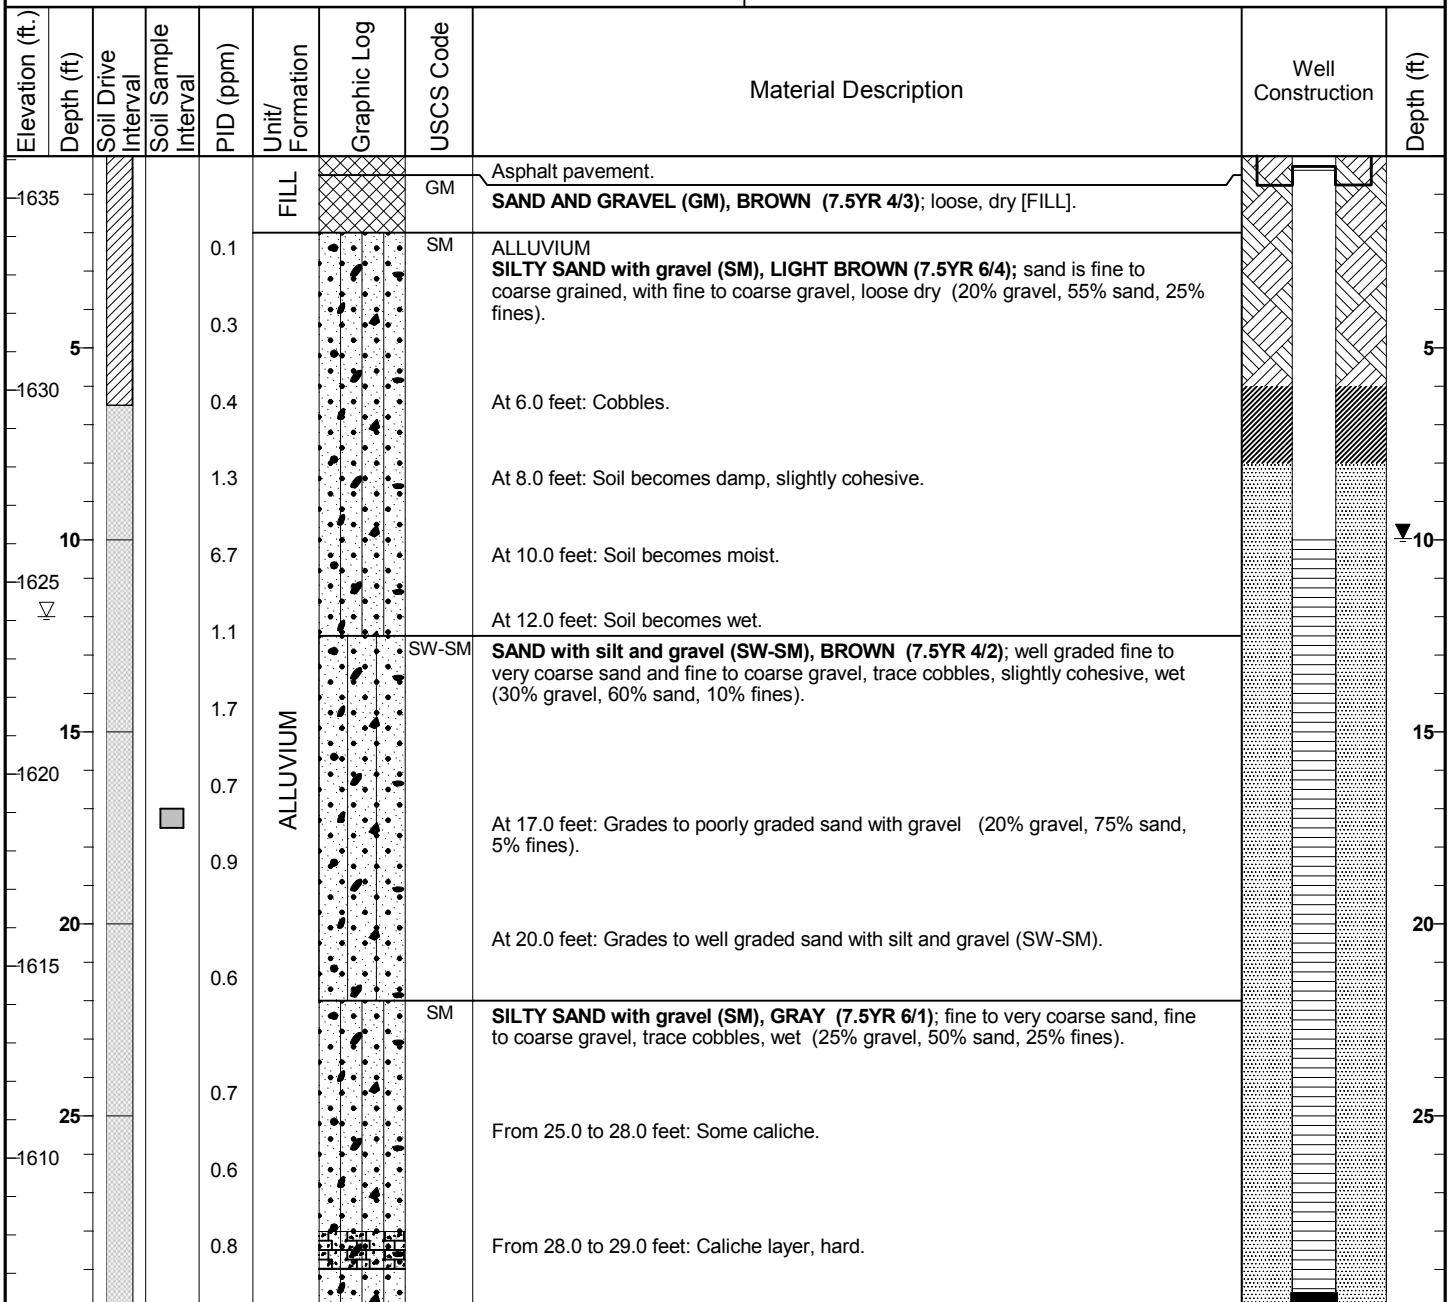 Elevation (ft.)
Depth (ft)
Soil Drive
Interval
Soil Sample
Interval
PID (ppm)
Unit/
Formation
Graphic Log
USCS Code
Material Description
Well
Construction
Depth (ft)
Asphalt pavement.
FILL
GM
1635
SAND AND GRAVEL (GM), BROWN (7.5YR 4/3); loose, dry [FILL].
0.1
SM
ALLUVIUM
SILTY SAND with gravel (SM), LIGHT BROWN (7.5YR 6/4); sand is fine to
coarse grained, with fine to coarse gravel, loose dry (20% gravel, 55% sand, 25%
fines).
0.3
5
5
1630
0.4
At 6.0 feet: Cobbles.
1.3
At 8.0 feet: Soil becomes damp, slightly cohesive.
10
10
6.7
At 10.0 feet: Soil becomes moist.
1625
At 12.0 feet: Soil becomes wet.
1.1
SW-SM
SAND with silt and gravel (SW-SM), BROWN (7.5YR 4/2); well graded fine to
very coarse sand and fine to coarse gravel, trace cobbles, slightly cohesive, wet
(30% gravel, 60% sand, 10% fines).
1.7
15
15
ALLUVIUM
1620
0.7
At 17.0 feet: Grades to poorly graded sand with gravel (20% gravel, 75% sand,
5% fines).
0.9
20
20
At 20.0 feet: Grades to well graded sand with silt and gravel (SW-SM).
1615
0.6
SM
SILTY SAND with gravel (SM), GRAY (7.5YR 6/1); fine to very coarse sand, fine
to coarse gravel, trace cobbles, wet (25% gravel, 50% sand, 25% fines).
0.7
25
25
From 25.0 to 28.0 feet: Some caliche.
1610
0.6
0.8
From 28.0 to 29.0 feet: Caliche layer, hard.